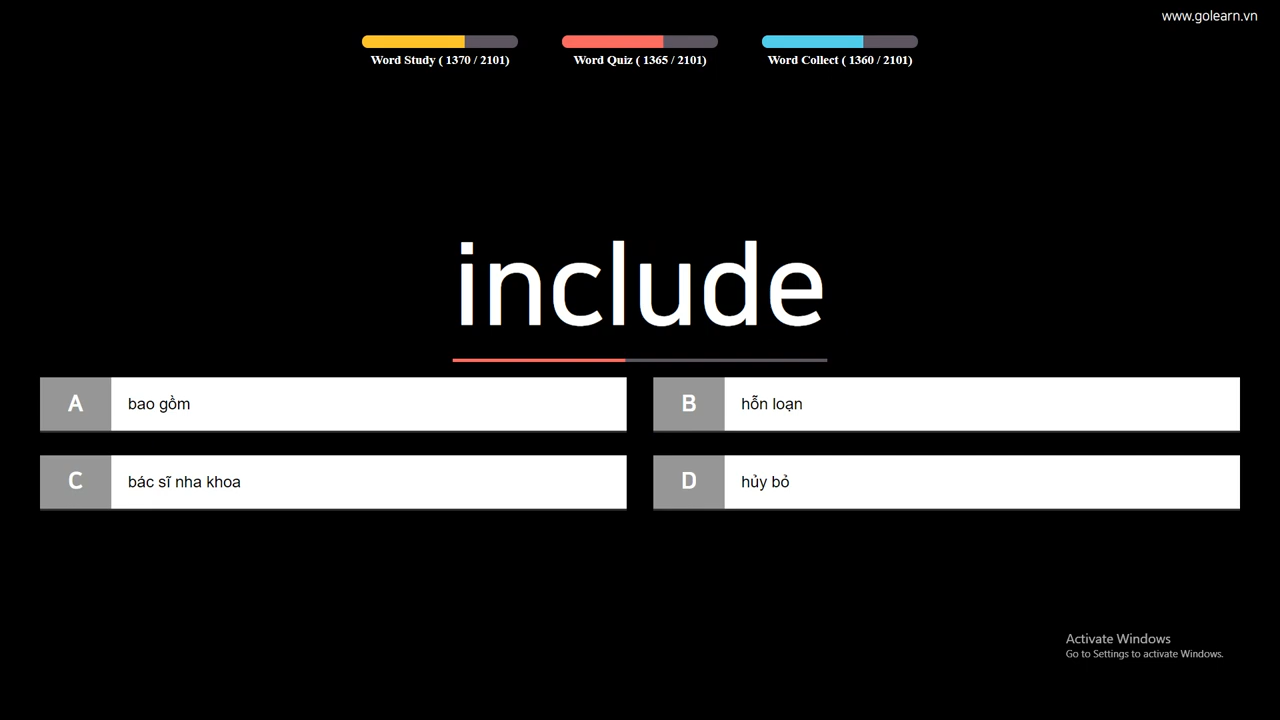 www.golearn.vn
Word Study ( 1370 / 2101)
Word Quiz ( 1365 / 2101)
Word Collect ( 1360 / 2101)
include
A bao gồm
B hỗn loạn
C bác sĩ nha khoa
D hủy bỏ
Activate Windows
Go to Settings to activate Windows.